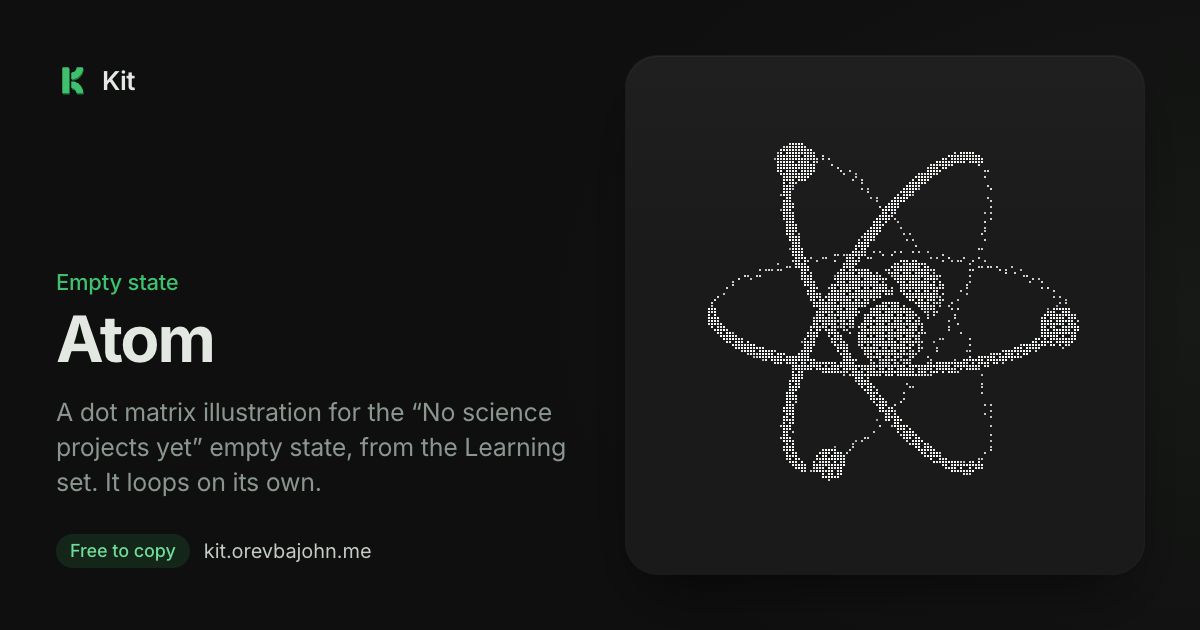 Kit
Empty state
Atom
A dot matrix illustration for the “No science
projects yet” empty state, from the Learning
set. It loops on its own.
Free to copy
kit.orevbajohn.me